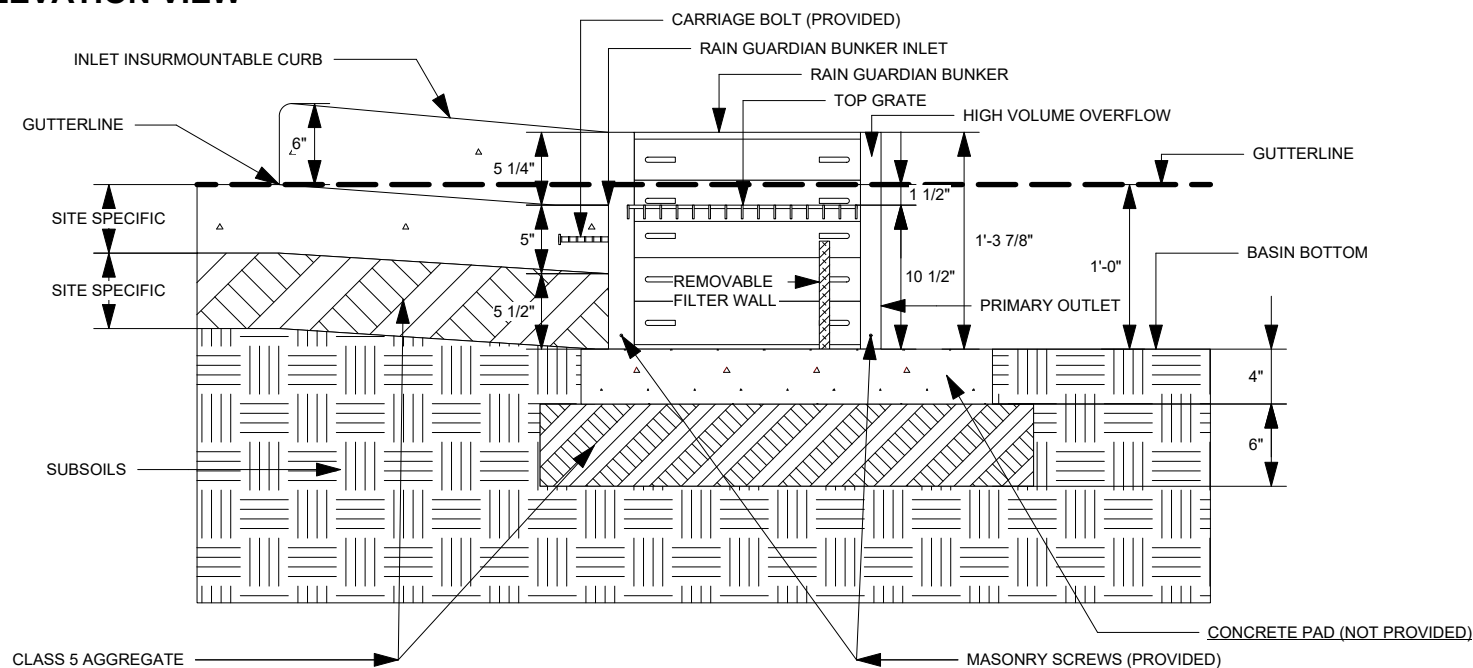 ELEVATION VIEW
CARRIAGE BOLT (PROVIDED)
RAIN GUARDIAN BUNKER INLET
INLET INSURMOUNTABLE CURB
RAIN GUARDIAN BUNKER
TOP GRATE
HIGH VOLUME OVERFLOW
GUTTERLINE
6"
5 1/4"
GUTTERLINE
1 1/2"
SITE SPECIFIC
5"
1'-3 7/8"
1'-0"
BASIN BOTTOM
SITE SPECIFIC
5 1/2"
REMOVABLE
FILTER WALL
10 1/2"
PRIMARY OUTLET
4"
6"
SUBSOILS
CONCRETE PAD (NOT PROVIDED)
CLASS 5 AGGREGATE
MASONRY SCREWS (PROVIDED)